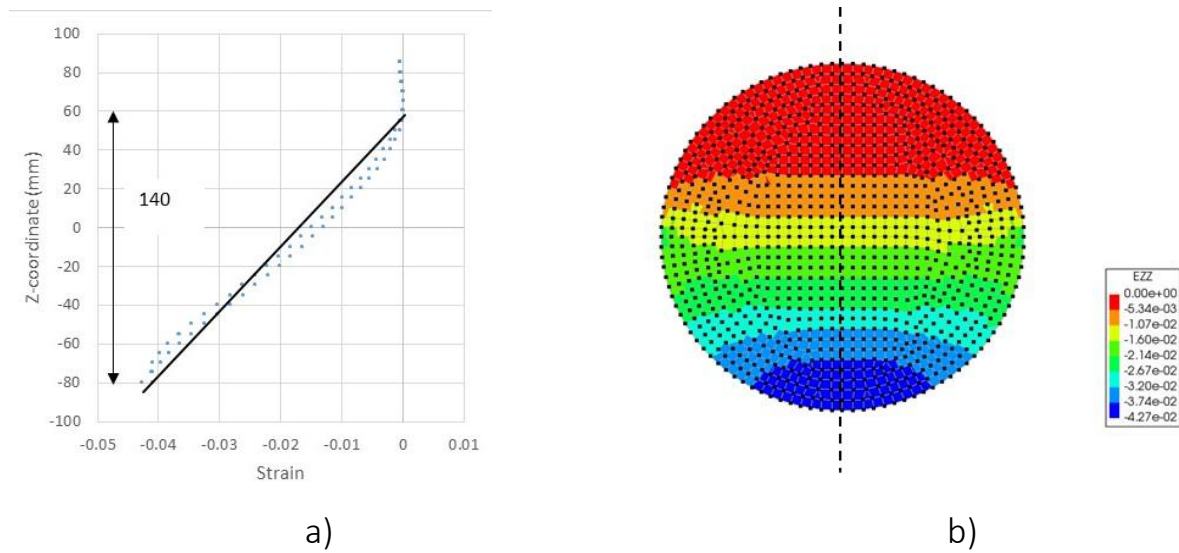 100
80
60
40
20
0
-20
-40
-60
-80
-100
Z-coordinate (mm)
140
-0.05 -0.04 -0.03 -0.02 -0.01 0 0.01
Strain
a)
EZZ
0.00e+00
-5.34e-03
-1.07e-02
-1.60e-02
-2.14e-02
-2.67e-02
-3.20e-02
-3.74e-02
-4.27e-02
b)